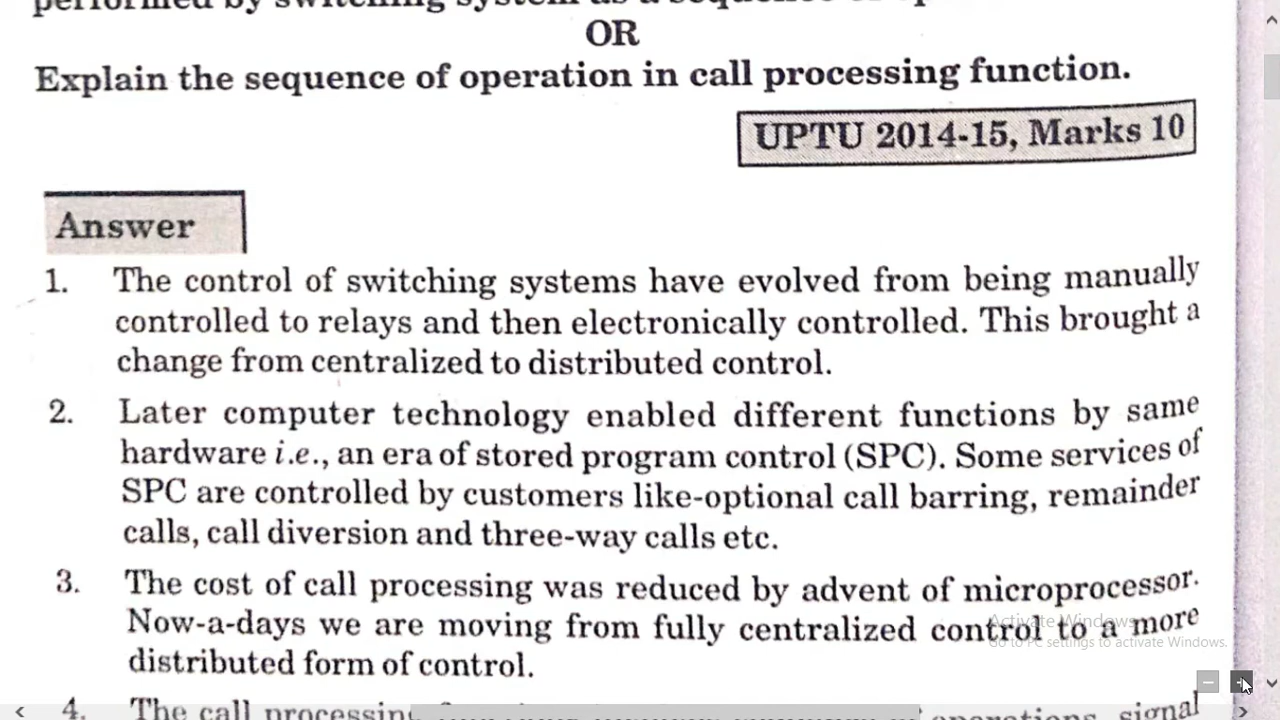 performed by switching system as a sequence of
OR
Explain the sequence of operation in call processing function.
UPTU 2014-15, Marks 10
Answer
1. The control of switching systems have evolved from being manually
controlled to relays and then electronically controlled. This brought a
change from centralized to distributed control.
2. Later computer technology enabled different functions by same
hardware i.e., an era of stored program control (SPC). Some services of
SPC are controlled by customers like-optional call barring, remainder
calls, call diversion and three-way calls etc.
3. The cost of call processing was reduced by advent of microprocessor.
Now-a-days we are moving from fully centralized control to a more
distributed form of control.
Activate Windows
Go to PC settings to activate Windows.
4. The call processing operations signal